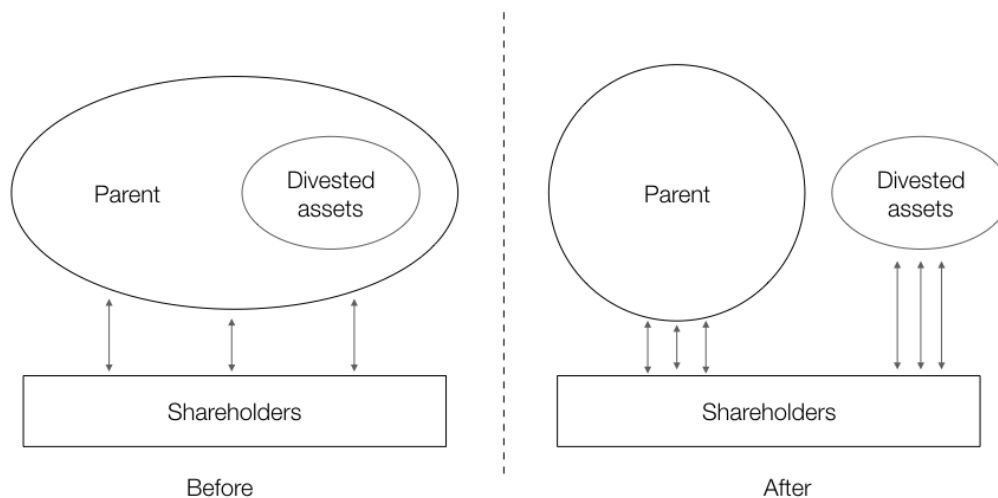 Parent
Divested
assets
Shareholders
Before
Parent
Divested
assets
Shareholders
After